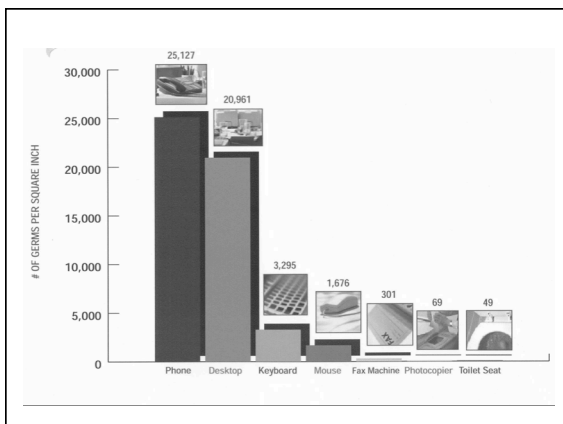 25,127
30,000
20,961
25,000
20,000
15,000
10,000
5,000
0
# OF GERMS PER SQUARE INCH
3,295
1,676
301
69
49
FAX
Phone
Desktop
Keyboard
Mouse
Fax Machine
Photocopier
Toilet Seat